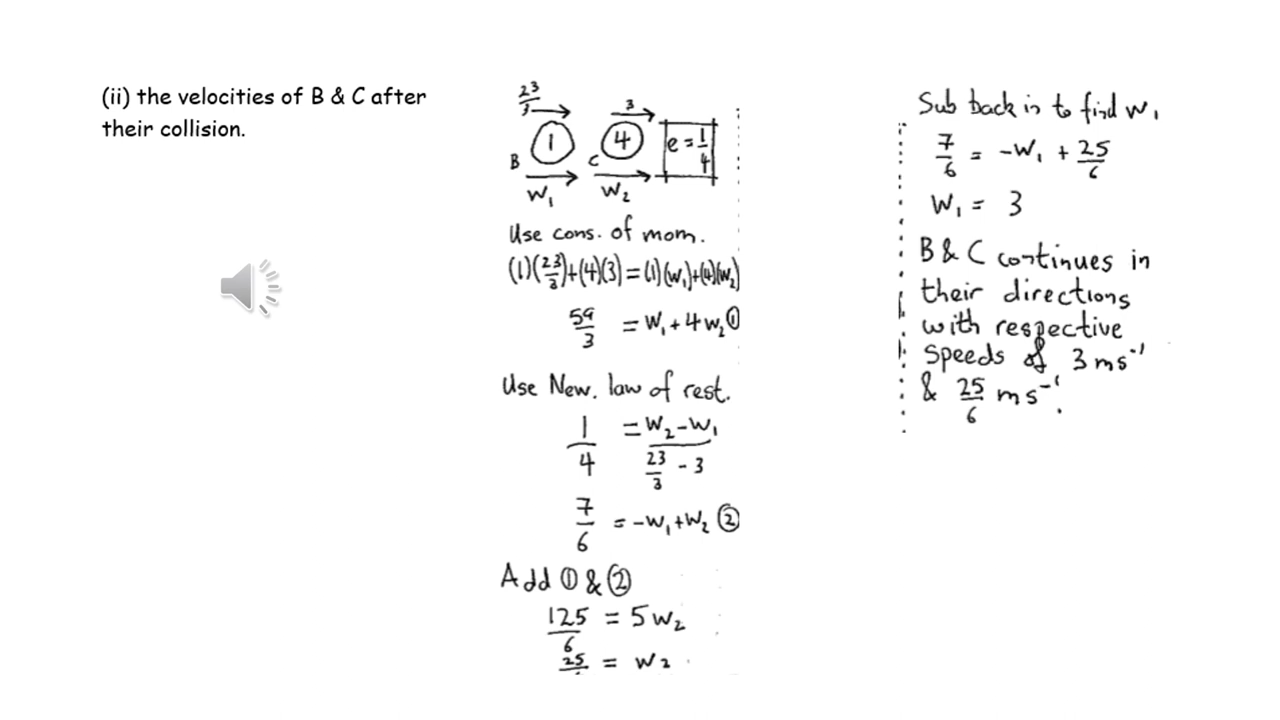 (ii) the velocities of B & C after
their collision.
23/3 3
B 1 C 4 e = 1/4
W₁ W₂
Use cons. of mom.
(1)(23/3)+(4)(3)=(1)(w₁)+(4)(w₂)
59/3 = W₁ + 4w₂ ①
Use New. law of rest.
1/4 = (W₂ - W₁)/(23/3 - 3)
7/6 = -W₁ + W₂ ②
Add ① & ②
125/6 = 5W₂
= W₂
Sub back in to find W₁
7/6 = -W₁ + 25/6
W₁ = 3
B & C continues in
their directions
with respective
speeds of 3 ms⁻¹
& 25/6 ms⁻¹.